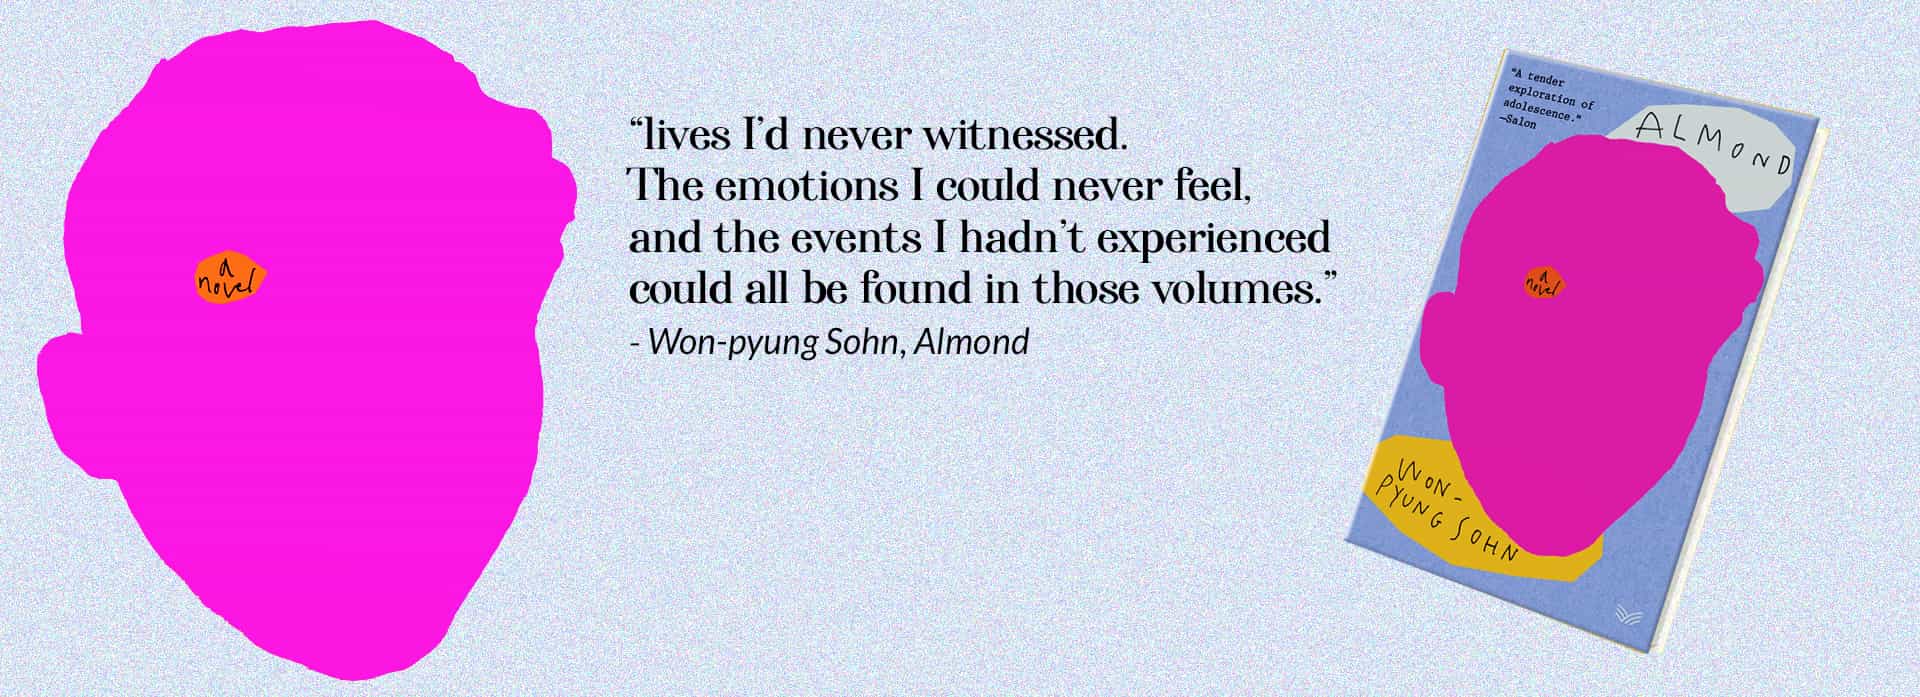 a
novel
“lives I’d never witnessed.
The emotions I could never feel,
and the events I hadn’t experienced
could all be found in those volumes.”
- Won-pyung Sohn, Almond
“A tender
exploration of
adolescence.”
—Salon
ALMOND
a
novel
WON-
PYUNG SOHN